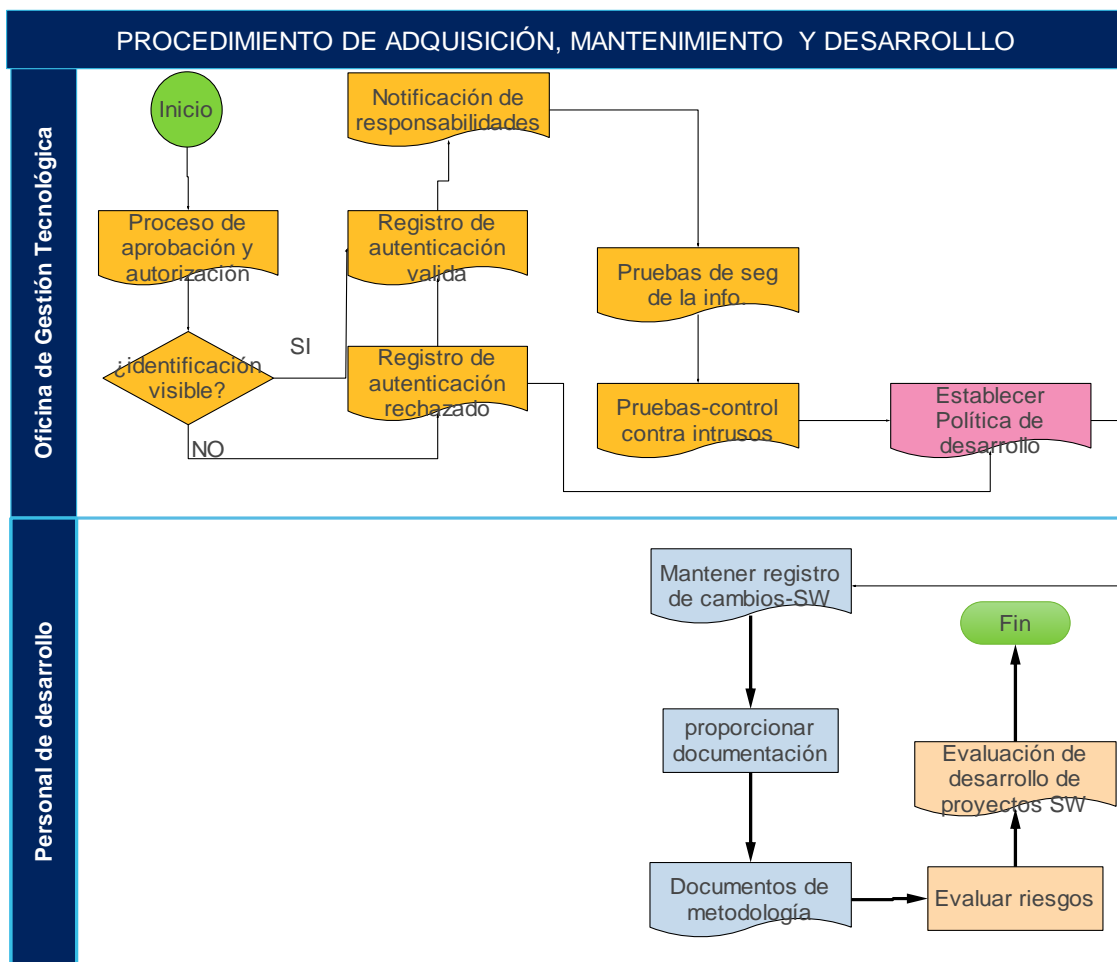 PROCEDIMIENTO DE ADQUISICIÓN, MANTENIMIENTO Y DESARROLLLO
Oficina de Gestión Tecnológica
Inicio
Proceso de
aprobación y
autorización
¿identificación
visible?
SI
NO
Notificación de
responsabilidades
Registro de
autenticación
valida
Registro de
autenticación
rechazado
Pruebas de seg
de la info.
Pruebas-control
contra intrusos
Establecer
Política de
desarrollo
Personal de desarrollo
Mantener registro
de cambios-SW
proporcionar
documentación
Documentos de
metodología
Evaluar riesgos
Evaluación de
desarrollo de
proyectos SW
Fin